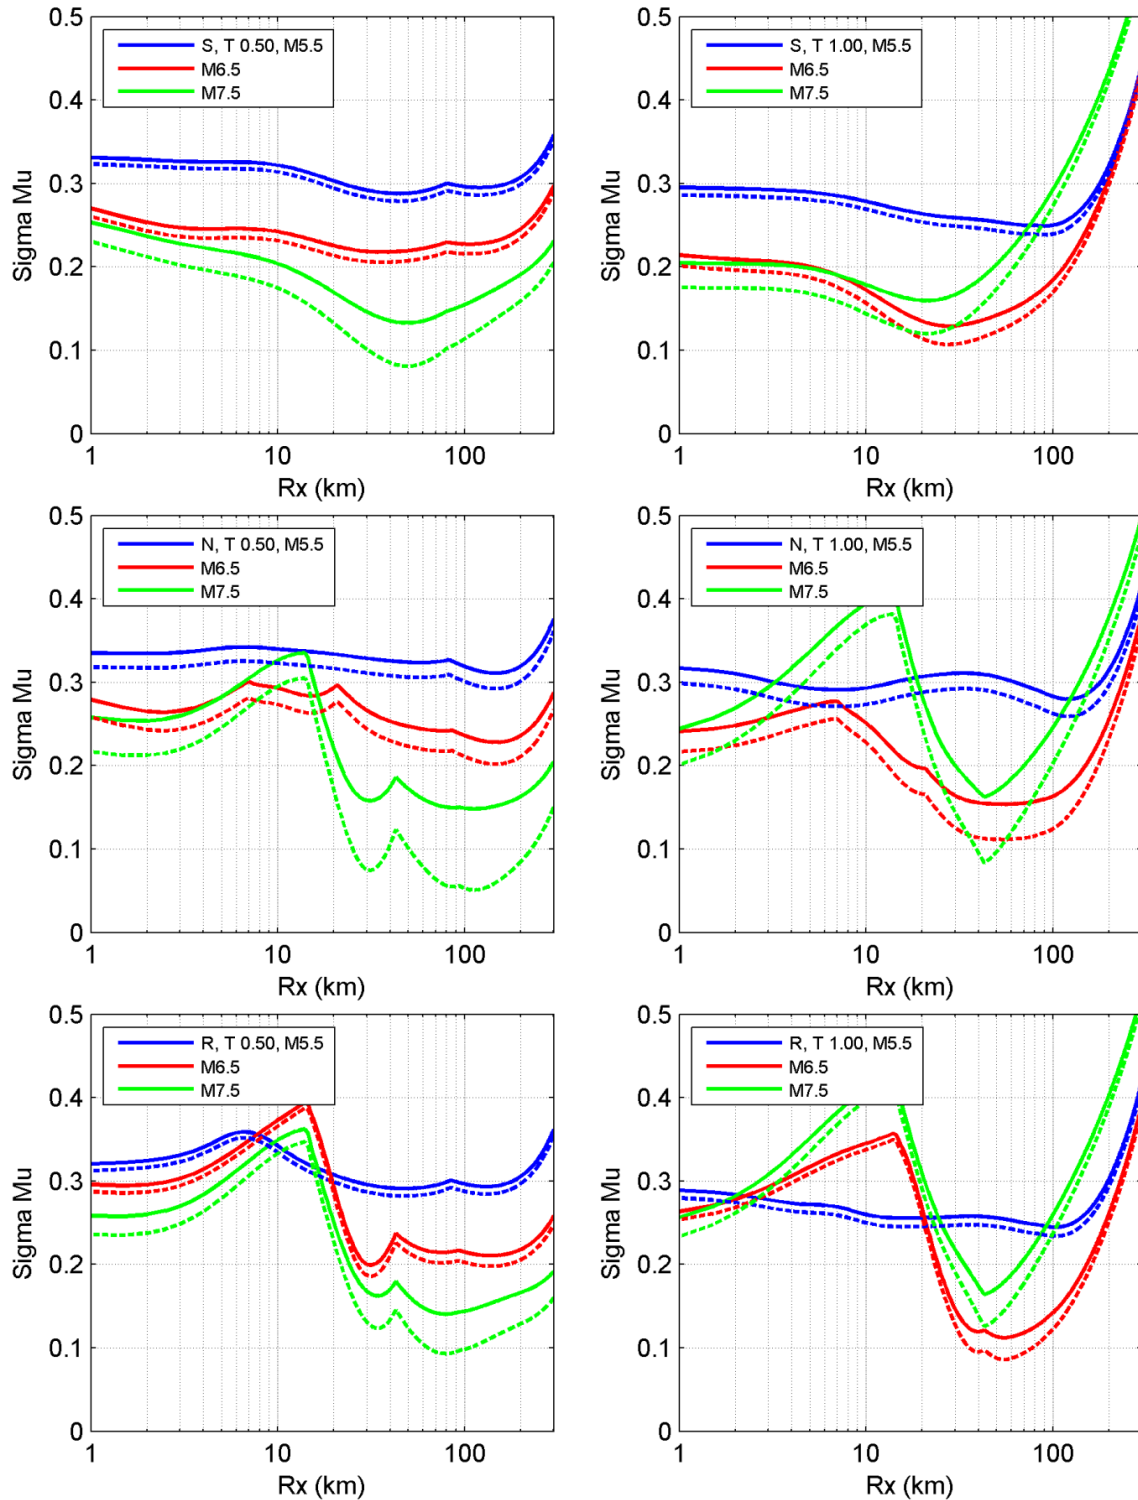 0.5
0.4
0.3
0.2
0.1
0
Sigma Mu
S, T 0.50, M5.5
M6.5
M7.5
1
10
100
Rx (km)
0.5
0.4
0.3
0.2
0.1
0
Sigma Mu
S, T 1.00, M5.5
M6.5
M7.5
1
10
100
Rx (km)
0.5
0.4
0.3
0.2
0.1
0
Sigma Mu
N, T 0.50, M5.5
M6.5
M7.5
1
10
100
Rx (km)
0.5
0.4
0.3
0.2
0.1
0
Sigma Mu
N, T 1.00, M5.5
M6.5
M7.5
1
10
100
Rx (km)
0.5
0.4
0.3
0.2
0.1
0
Sigma Mu
R, T 0.50, M5.5
M6.5
M7.5
1
10
100
Rx (km)
0.5
0.4
0.3
0.2
0.1
0
Sigma Mu
R, T 1.00, M5.5
M6.5
M7.5
1
10
100
Rx (km)